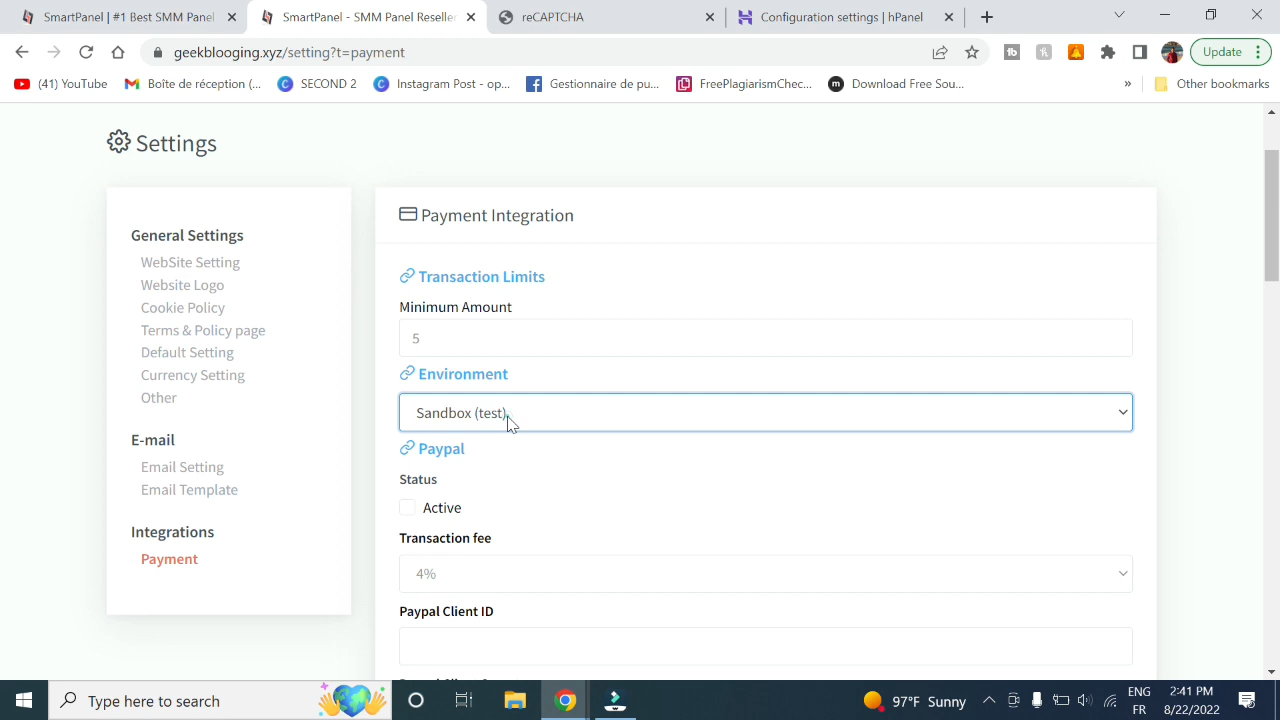 SmartPanel | #1 Best SMM Panel
SmartPanel - SMM Panel Reseller
reCAPTCHA
Configuration settings | hPanel
geekblooging.xyz/setting?t=payment
Update
(41) YouTube
Boîte de réception (...
SECOND 2
Instagram Post - op...
Gestionnaire de pu...
FreePlagiarismChec...
Download Free Sou...
»
Other bookmarks
Settings
General Settings
WebSite Setting
Website Logo
Cookie Policy
Terms & Policy page
Default Setting
Currency Setting
Other
E-mail
Email Setting
Email Template
Integrations
Payment
Payment Integration
Transaction Limits
Minimum Amount
5
Environment
Sandbox (test)
Paypal
Status
Active
Transaction fee
4%
Paypal Client ID
Type here to search
97°F Sunny
ENG
FR
2:41 PM
8/22/2022